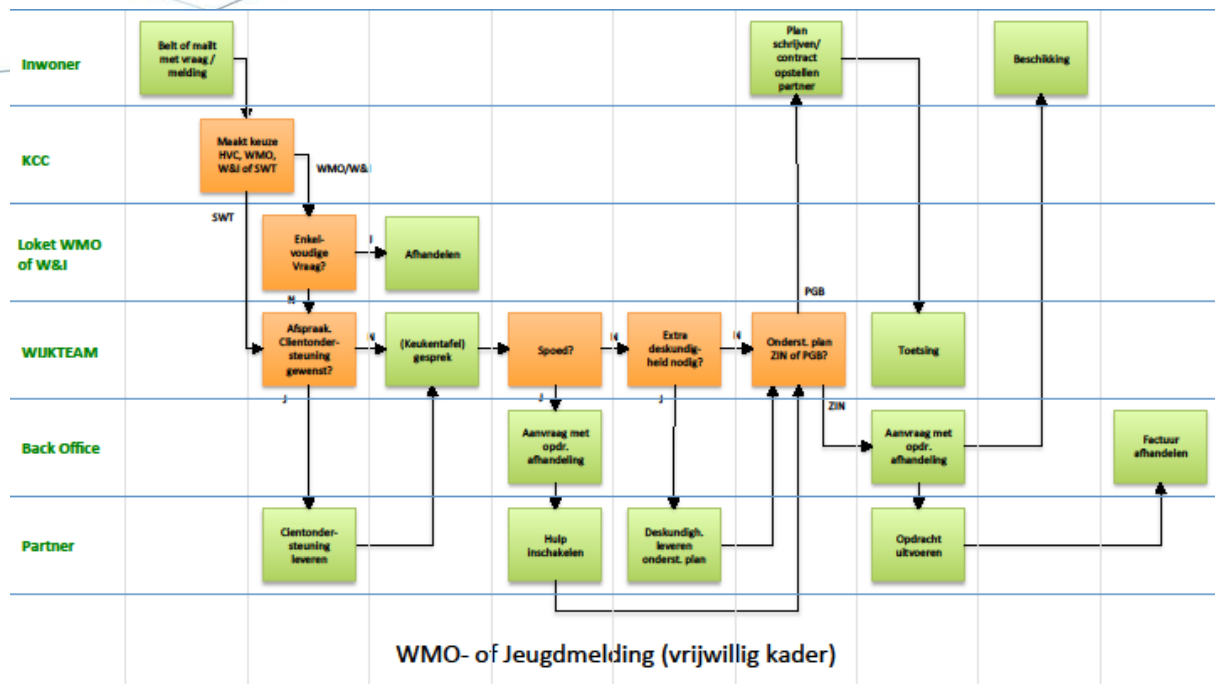 Inwoner
Belt of mailt
met vraag /
melding
Plan
schrijven/
contract
opstellen
partner
Beschikking
KCC
Maakt keuze
HVC, WMO,
W&I of SWT
WMO/W&I
SWT
Loket WMO
of W&I
Enkel-
voudige
Vraag?
J
Afhandelen
N
PGB
WIJKTEAM
Afspraak.
Clientonder-
steuning
gewenst?
N
(Keukentafel)
gesprek
Spoed?
N
Extra
deskundig-
heid nodig?
N
Onderst. plan
ZIN of PGB?
Toetsing
J
J
J
ZIN
Back Office
Aanvraag met
opdr.
afhandeling
Aanvraag met
opdr.
afhandeling
Factuur
afhandelen
Partner
Clientonder-
steuning
leveren
Hulp
inschakelen
Deskundigh.
leveren
onderst. plan
Opdracht
uitvoeren
WMO- of Jeugdmelding (vrijwillig kader)